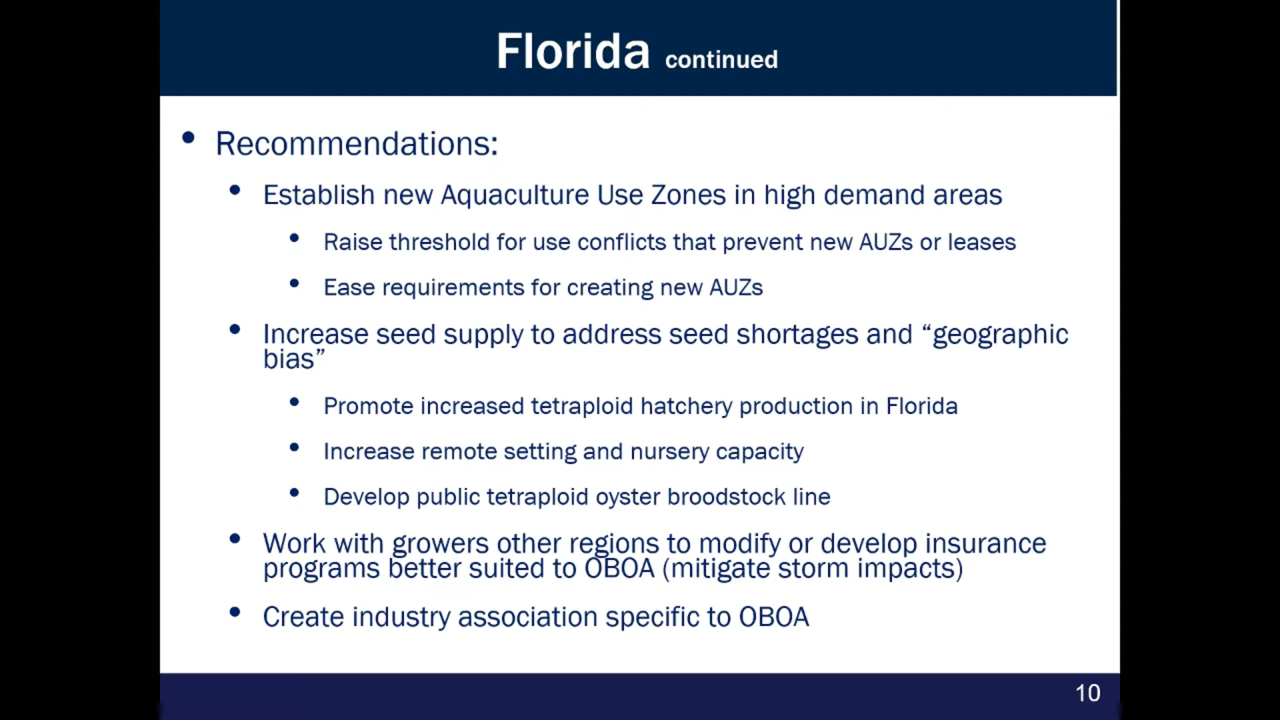 Florida continued
• Recommendations:
• Establish new Aquaculture Use Zones in high demand areas
• Raise threshold for use conflicts that prevent new AUZs or leases
• Ease requirements for creating new AUZs
• Increase seed supply to address seed shortages and “geographic
bias”
• Promote increased tetraploid hatchery production in Florida
• Increase remote setting and nursery capacity
• Develop public tetraploid oyster broodstock line
• Work with growers other regions to modify or develop insurance
programs better suited to OBOA (mitigate storm impacts)
• Create industry association specific to OBOA
10